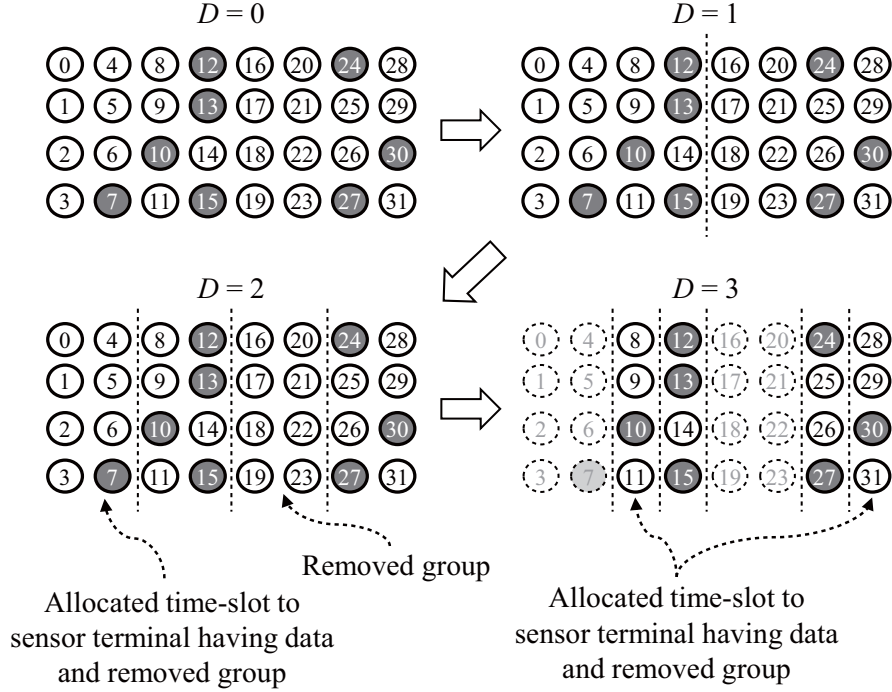 D = 0
D = 1
0 4 8 12 16 20 24 28
0 4 8 12 16 20 24 28
1 5 9 13 17 21 25 29
1 5 9 13 17 21 25 29
2 6 10 14 18 22 26 30
2 6 10 14 18 22 26 30
3 7 11 15 19 23 27 31
3 7 11 15 19 23 27 31
D = 2
D = 3
0 4 8 12 16 20 24 28
0 4 8 12 16 20 24 28
1 5 9 13 17 21 25 29
1 5 9 13 17 21 25 29
2 6 10 14 18 22 26 30
2 6 10 14 18 22 26 30
3 7 11 15 19 23 27 31
3 7 11 15 19 23 27 31
Removed group
Allocated time-slot to
sensor terminal having data
and removed group
Allocated time-slot to
sensor terminal having data
and removed group